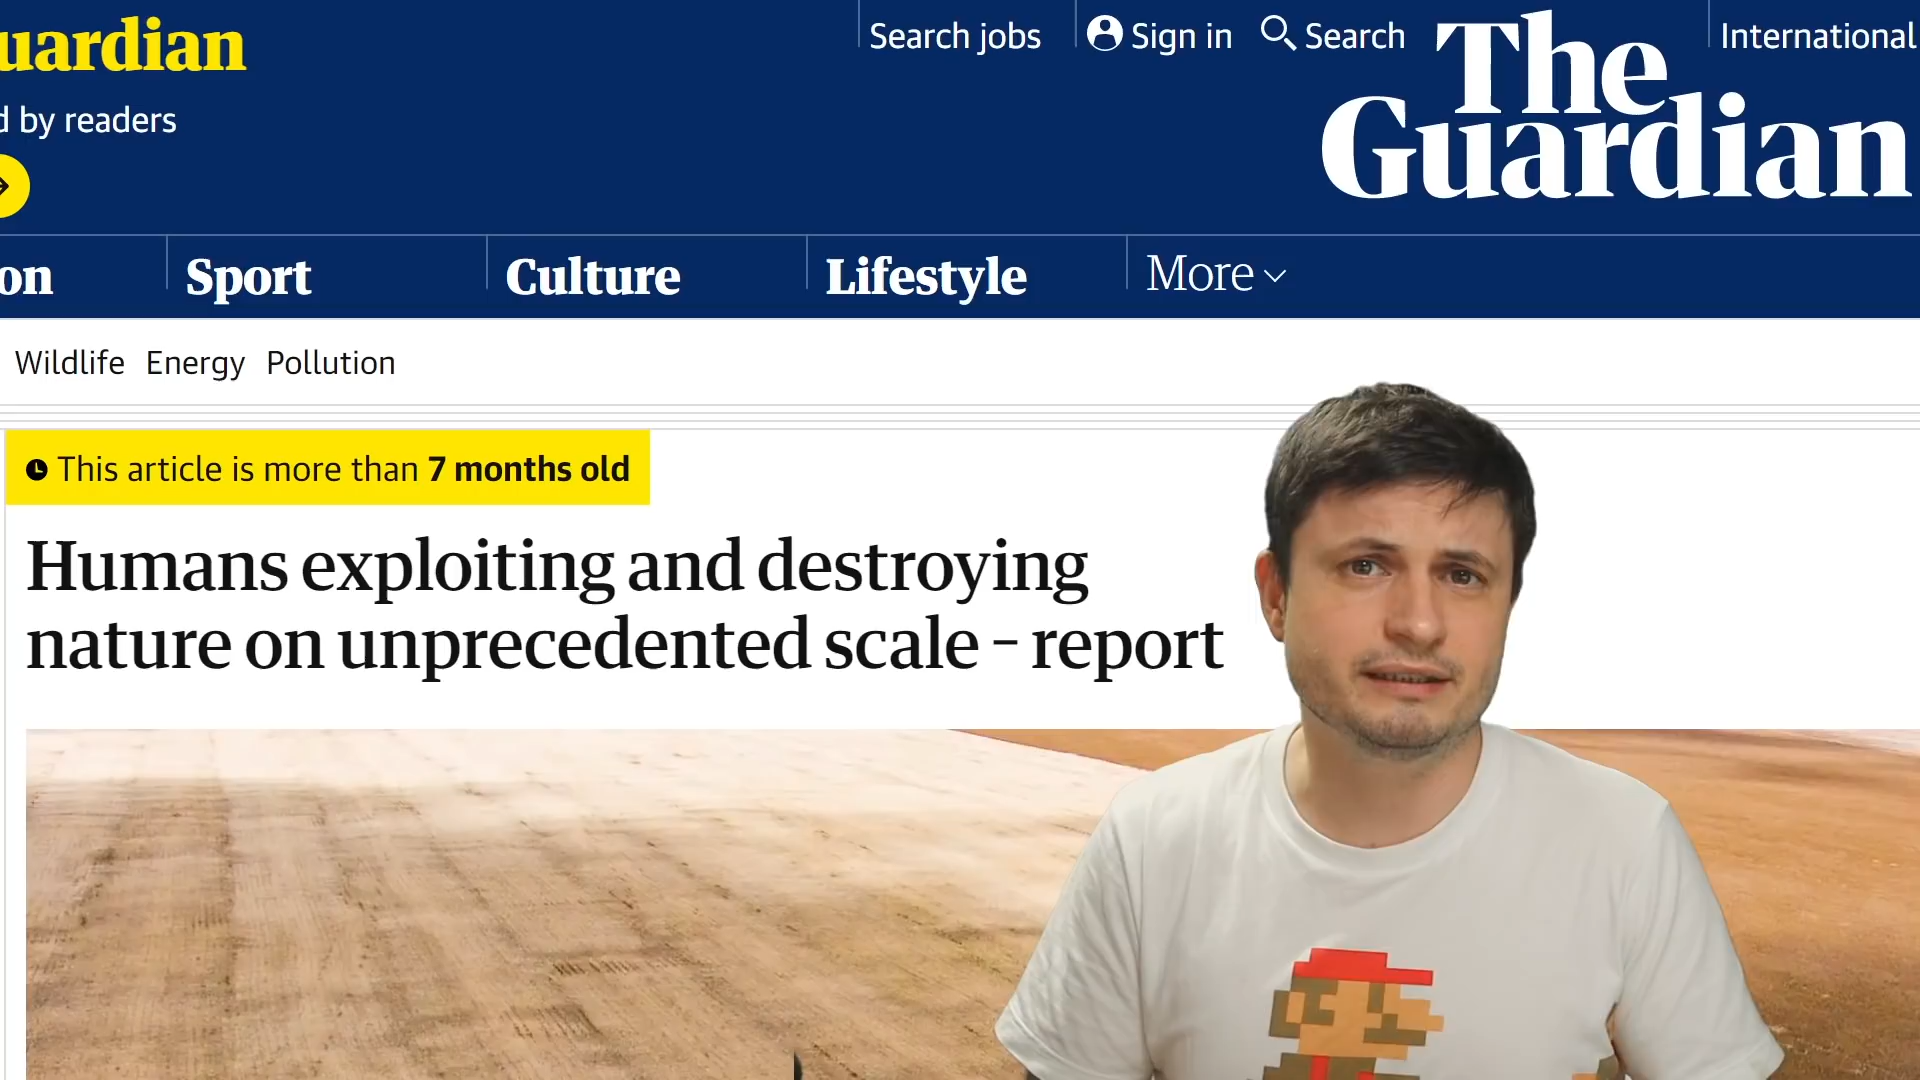 uardian
d by readers
Search jobs
Sign in
Search
International
The
Guardian
on
Sport
Culture
Lifestyle
More
Wildlife Energy Pollution
This article is more than 7 months old
Humans exploiting and destroying
nature on unprecedented scale – report